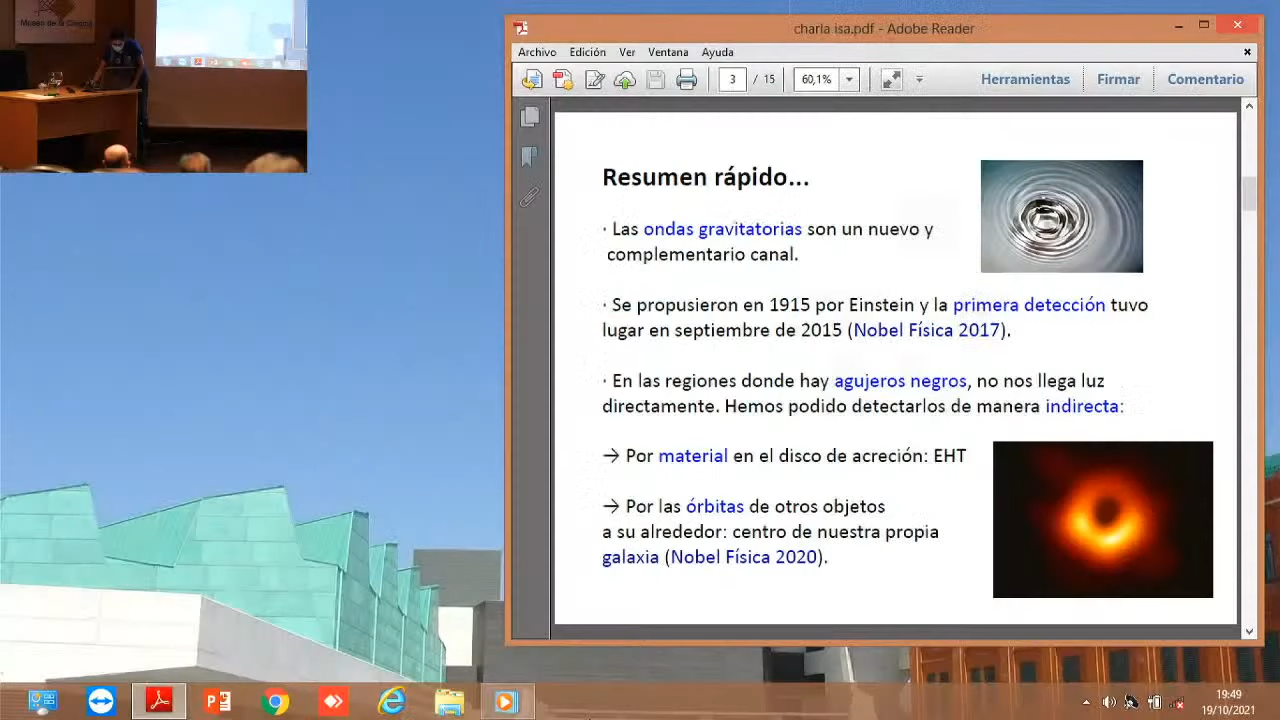 Museo de la Ciencia
charla isa.pdf - Adobe Reader
Archivo Edición Ver Ventana Ayuda
3 / 15 60,1% Herramientas Firmar Comentario
Resumen rápido...
· Las ondas gravitatorias son un nuevo y
complementario canal.
· Se propusieron en 1915 por Einstein y la primera detección tuvo
lugar en septiembre de 2015 (Nobel Física 2017).
· En las regiones donde hay agujeros negros, no nos llega luz
directamente. Hemos podido detectarlos de manera indirecta:
→ Por material en el disco de acreción: EHT
→ Por las órbitas de otros objetos
a su alrededor: centro de nuestra propia
galaxia (Nobel Física 2020).
19:49
19/10/2021